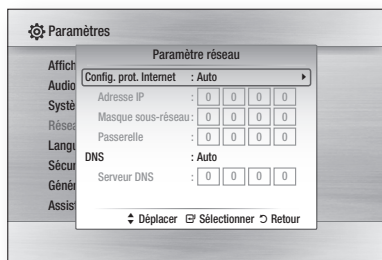 Paramètres
Paramètre réseau
Affich
Config. prot. Internet : Auto
Audio
Adresse IP : 0 0 0 0
Systè
Masque sous-réseau : 0 0 0 0
Résea
Passerelle : 0 0 0 0
Langu
DNS : Auto
Sécur
Serveur DNS : 0 0 0 0
Génér
Assis
Déplacer Sélectionner Retour